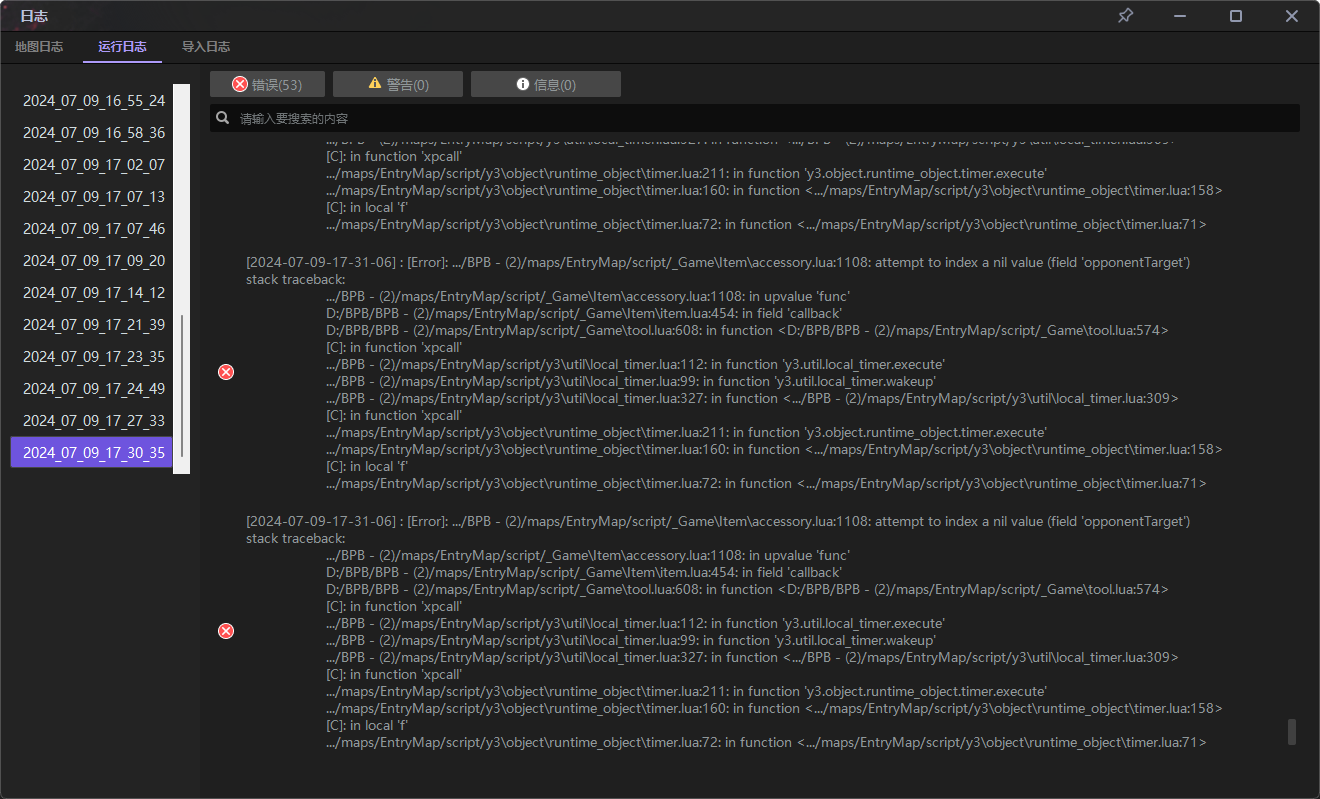 日志
地图日志 运行日志 导入日志
错误(53) 警告(0) 信息(0)
请输入要搜索的内容
2024_07_09_16_55_24
2024_07_09_16_58_36
2024_07_09_17_02_07
2024_07_09_17_07_13
2024_07_09_17_07_46
2024_07_09_17_09_20
2024_07_09_17_14_12
2024_07_09_17_21_39
2024_07_09_17_23_35
2024_07_09_17_24_49
2024_07_09_17_27_33
2024_07_09_17_30_35
.../BPB - (2)/maps/EntryMap/script/y3\util\local_timer.lua:327: in function <.../BPB - (2)/maps/EntryMap/script/y3\util\local_timer.lua:309>
[C]: in function 'xpcall'
.../maps/EntryMap/script/y3\object\runtime_object\timer.lua:211: in function 'y3.object.runtime_object.timer.execute'
.../maps/EntryMap/script/y3\object\runtime_object\timer.lua:160: in function <.../maps/EntryMap/script/y3\object\runtime_object\timer.lua:158>
[C]: in local 'f'
.../maps/EntryMap/script/y3\object\runtime_object\timer.lua:72: in function <.../maps/EntryMap/script/y3\object\runtime_object\timer.lua:71>
[2024-07-09-17-31-06] : [Error]: .../BPB - (2)/maps/EntryMap/script/_Game\Item\accessory.lua:1108: attempt to index a nil value (field 'opponentTarget')
stack traceback:
.../BPB - (2)/maps/EntryMap/script/_Game\Item\accessory.lua:1108: in upvalue 'func'
D:/BPB/BPB - (2)/maps/EntryMap/script/_Game\Item\item.lua:454: in field 'callback'
D:/BPB/BPB - (2)/maps/EntryMap/script/_Game\tool.lua:608: in function <D:/BPB/BPB - (2)/maps/EntryMap/script/_Game\tool.lua:574>
[C]: in function 'xpcall'
.../BPB - (2)/maps/EntryMap/script/y3\util\local_timer.lua:112: in function 'y3.util.local_timer.execute'
.../BPB - (2)/maps/EntryMap/script/y3\util\local_timer.lua:99: in function 'y3.util.local_timer.wakeup'
.../BPB - (2)/maps/EntryMap/script/y3\util\local_timer.lua:327: in function <.../BPB - (2)/maps/EntryMap/script/y3\util\local_timer.lua:309>
[C]: in function 'xpcall'
.../maps/EntryMap/script/y3\object\runtime_object\timer.lua:211: in function 'y3.object.runtime_object.timer.execute'
.../maps/EntryMap/script/y3\object\runtime_object\timer.lua:160: in function <.../maps/EntryMap/script/y3\object\runtime_object\timer.lua:158>
[C]: in local 'f'
.../maps/EntryMap/script/y3\object\runtime_object\timer.lua:72: in function <.../maps/EntryMap/script/y3\object\runtime_object\timer.lua:71>
[2024-07-09-17-31-06] : [Error]: .../BPB - (2)/maps/EntryMap/script/_Game\Item\accessory.lua:1108: attempt to index a nil value (field 'opponentTarget')
stack traceback:
.../BPB - (2)/maps/EntryMap/script/_Game\Item\accessory.lua:1108: in upvalue 'func'
D:/BPB/BPB - (2)/maps/EntryMap/script/_Game\Item\item.lua:454: in field 'callback'
D:/BPB/BPB - (2)/maps/EntryMap/script/_Game\tool.lua:608: in function <D:/BPB/BPB - (2)/maps/EntryMap/script/_Game\tool.lua:574>
[C]: in function 'xpcall'
.../BPB - (2)/maps/EntryMap/script/y3\util\local_timer.lua:112: in function 'y3.util.local_timer.execute'
.../BPB - (2)/maps/EntryMap/script/y3\util\local_timer.lua:99: in function 'y3.util.local_timer.wakeup'
.../BPB - (2)/maps/EntryMap/script/y3\util\local_timer.lua:327: in function <.../BPB - (2)/maps/EntryMap/script/y3\util\local_timer.lua:309>
[C]: in function 'xpcall'
.../maps/EntryMap/script/y3\object\runtime_object\timer.lua:211: in function 'y3.object.runtime_object.timer.execute'
.../maps/EntryMap/script/y3\object\runtime_object\timer.lua:160: in function <.../maps/EntryMap/script/y3\object\runtime_object\timer.lua:158>
[C]: in local 'f'
.../maps/EntryMap/script/y3\object\runtime_object\timer.lua:72: in function <.../maps/EntryMap/script/y3\object\runtime_object\timer.lua:71>